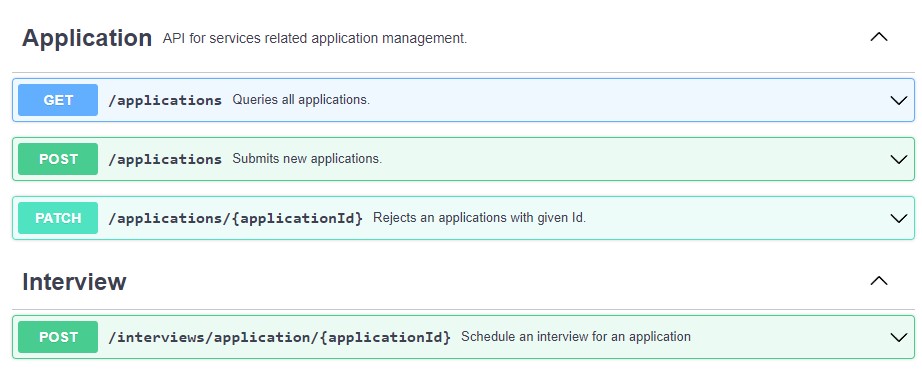 Application API for services related application management.
GET /applications Queries all applications.
POST /applications Submits new applications.
PATCH /applications/{applicationId} Rejects an applications with given Id.
Interview
POST /interviews/application/{applicationId} Schedule an interview for an application